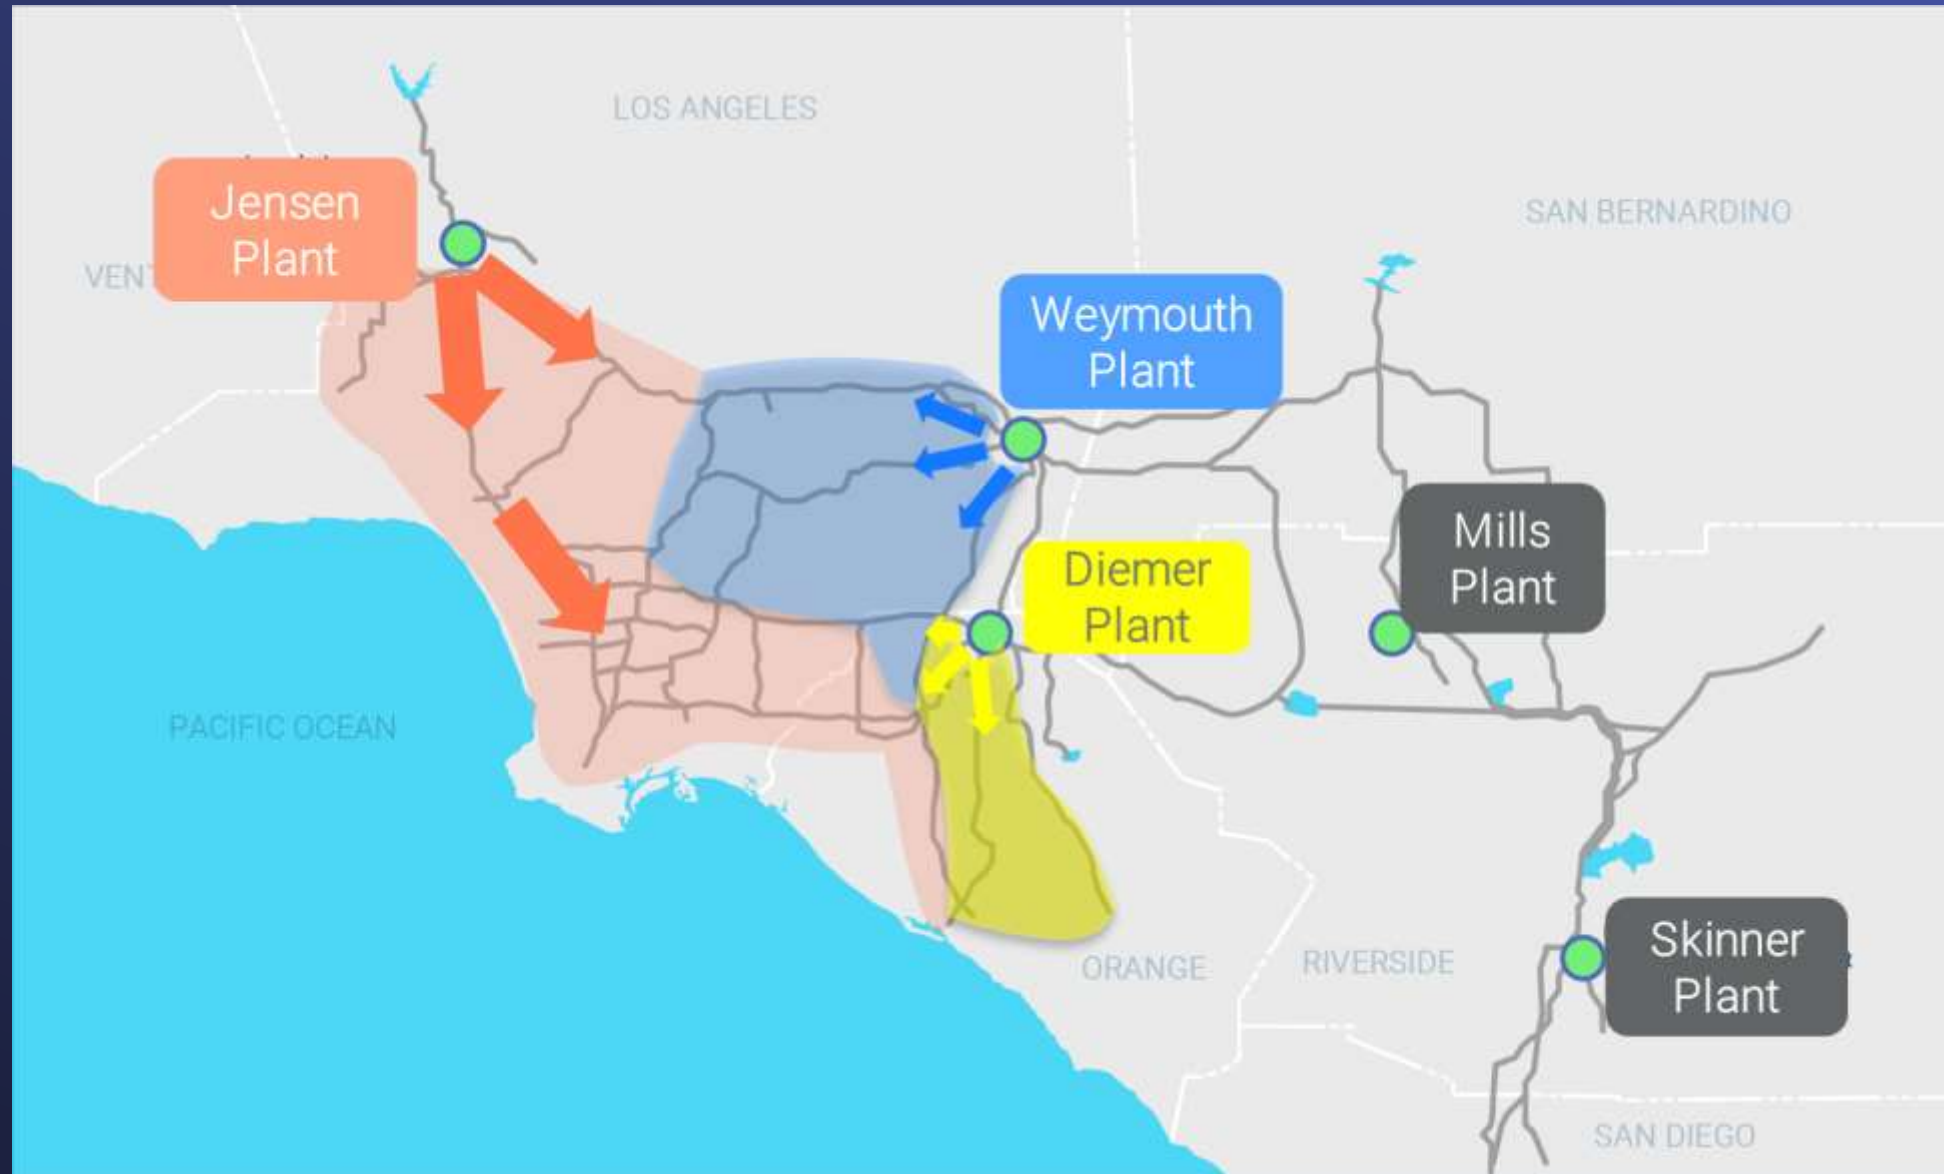 LOS ANGELES
Jensen
Plant
SAN BERNARDINO
VENT
Weymouth
Plant
Mills
Plant
Diemer
Plant
PACIFIC OCEAN
Skinner
Plant
ORANGE
RIVERSIDE
SAN DIEGO